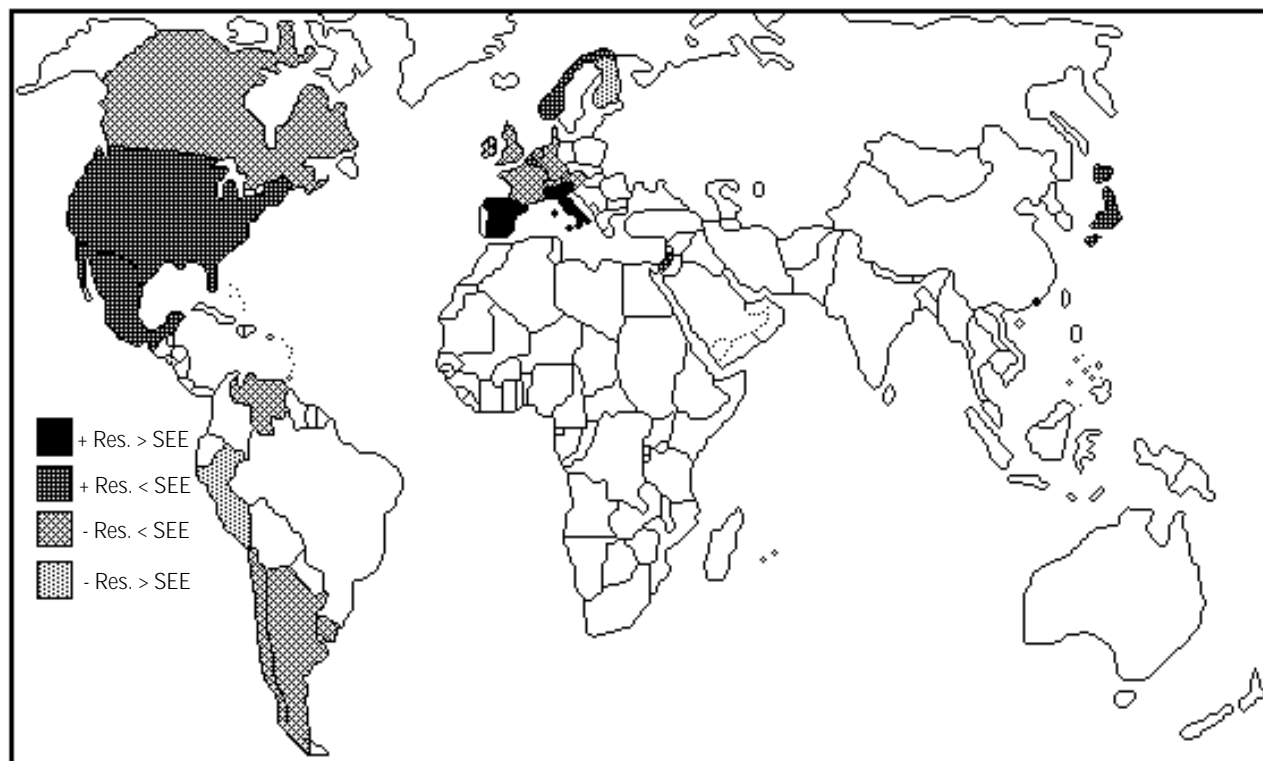 + Res. > SEE
+ Res. < SEE
- Res. < SEE
- Res. > SEE